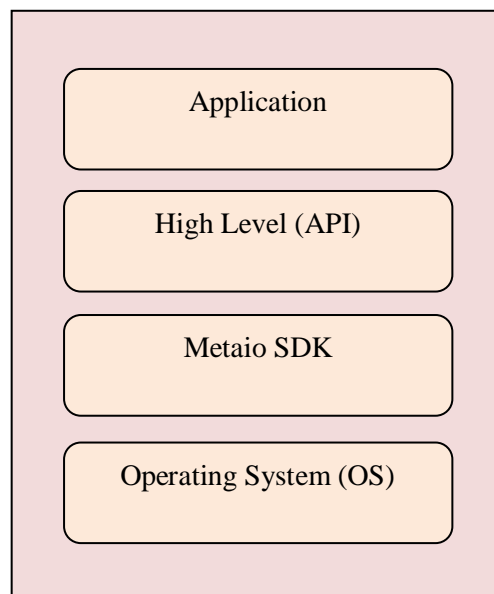 Application
High Level (API)
Metaio SDK
Operating System (OS)